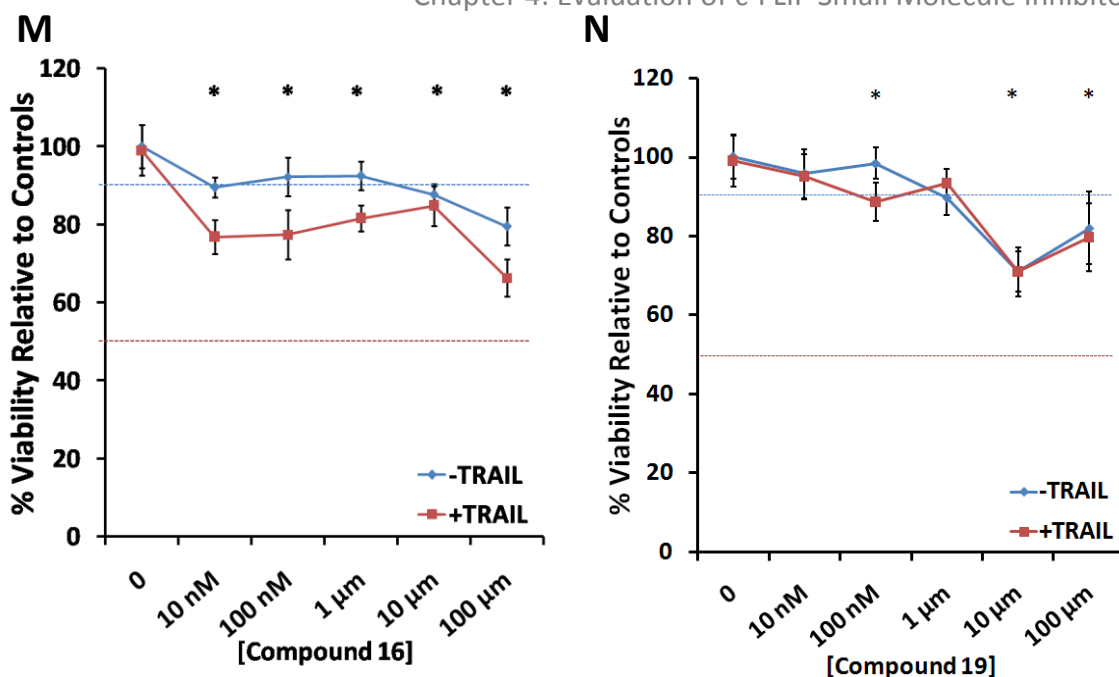 Chapter 4: Evaluation of c-FLIP Small Molecule Inhibito
M
N
% Viability Relative to Controls
120
100
80
60
40
20
0
* * * * *
-TRAIL
+TRAIL
0
10 nM
100 nM
1 µm
10 µm
100 µm
[Compound 16]
% Viability Relative to Controls
120
100
80
60
40
20
0
* * *
-TRAIL
+TRAIL
0
10 nM
100 nM
1 µm
10 µm
100 µm
[Compound 19]